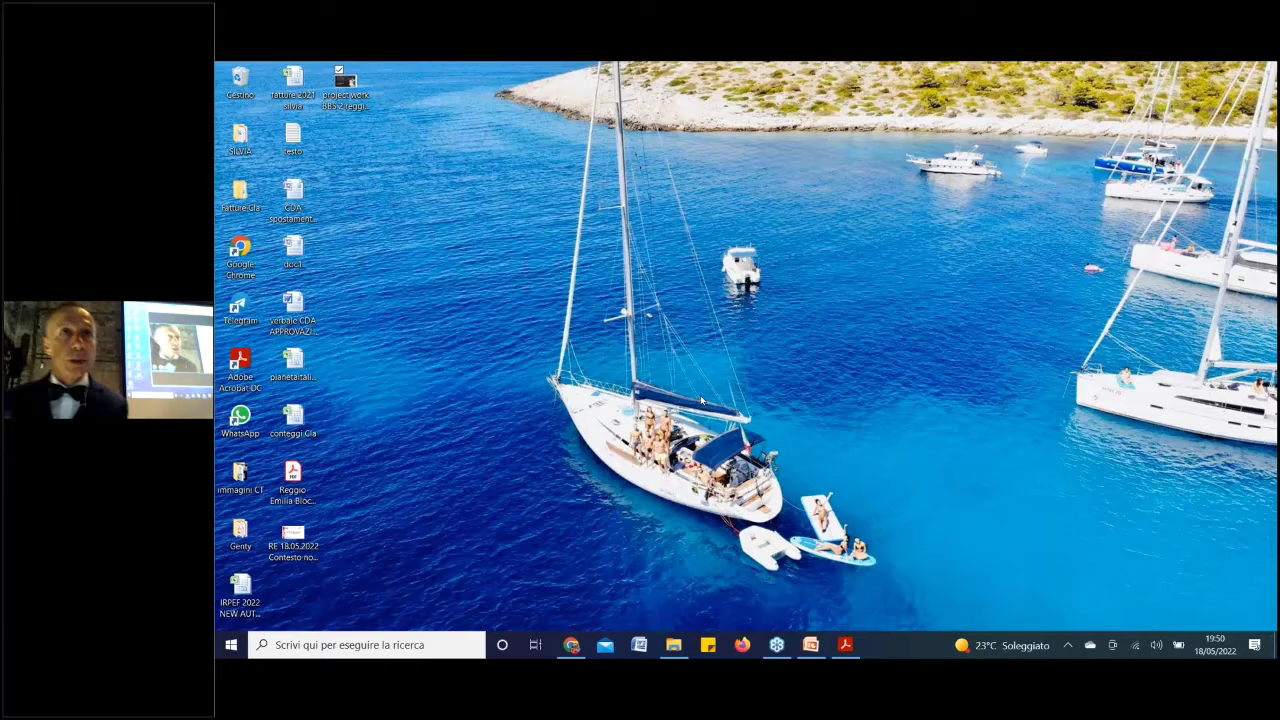 Cestino
fatture 2021
silvia
project work
BBS 2 reggi...
SILVIA
testo
Fatture Cla
CDA
spostament...
Google
Chrome
doc1
Telegram
verbale CDA
APPROVAZI...
Adobe
Acrobat DC
pianetaitali...
WhatsApp
conteggi Cla
immagini CT
Reggio
Emilia Bloc...
Genty
RE 18.05.2022
Contesto no...
IRPEF 2022
NEW AUT...
Scrivi qui per eseguire la ricerca
23°C Soleggiato
19:50
18/05/2022